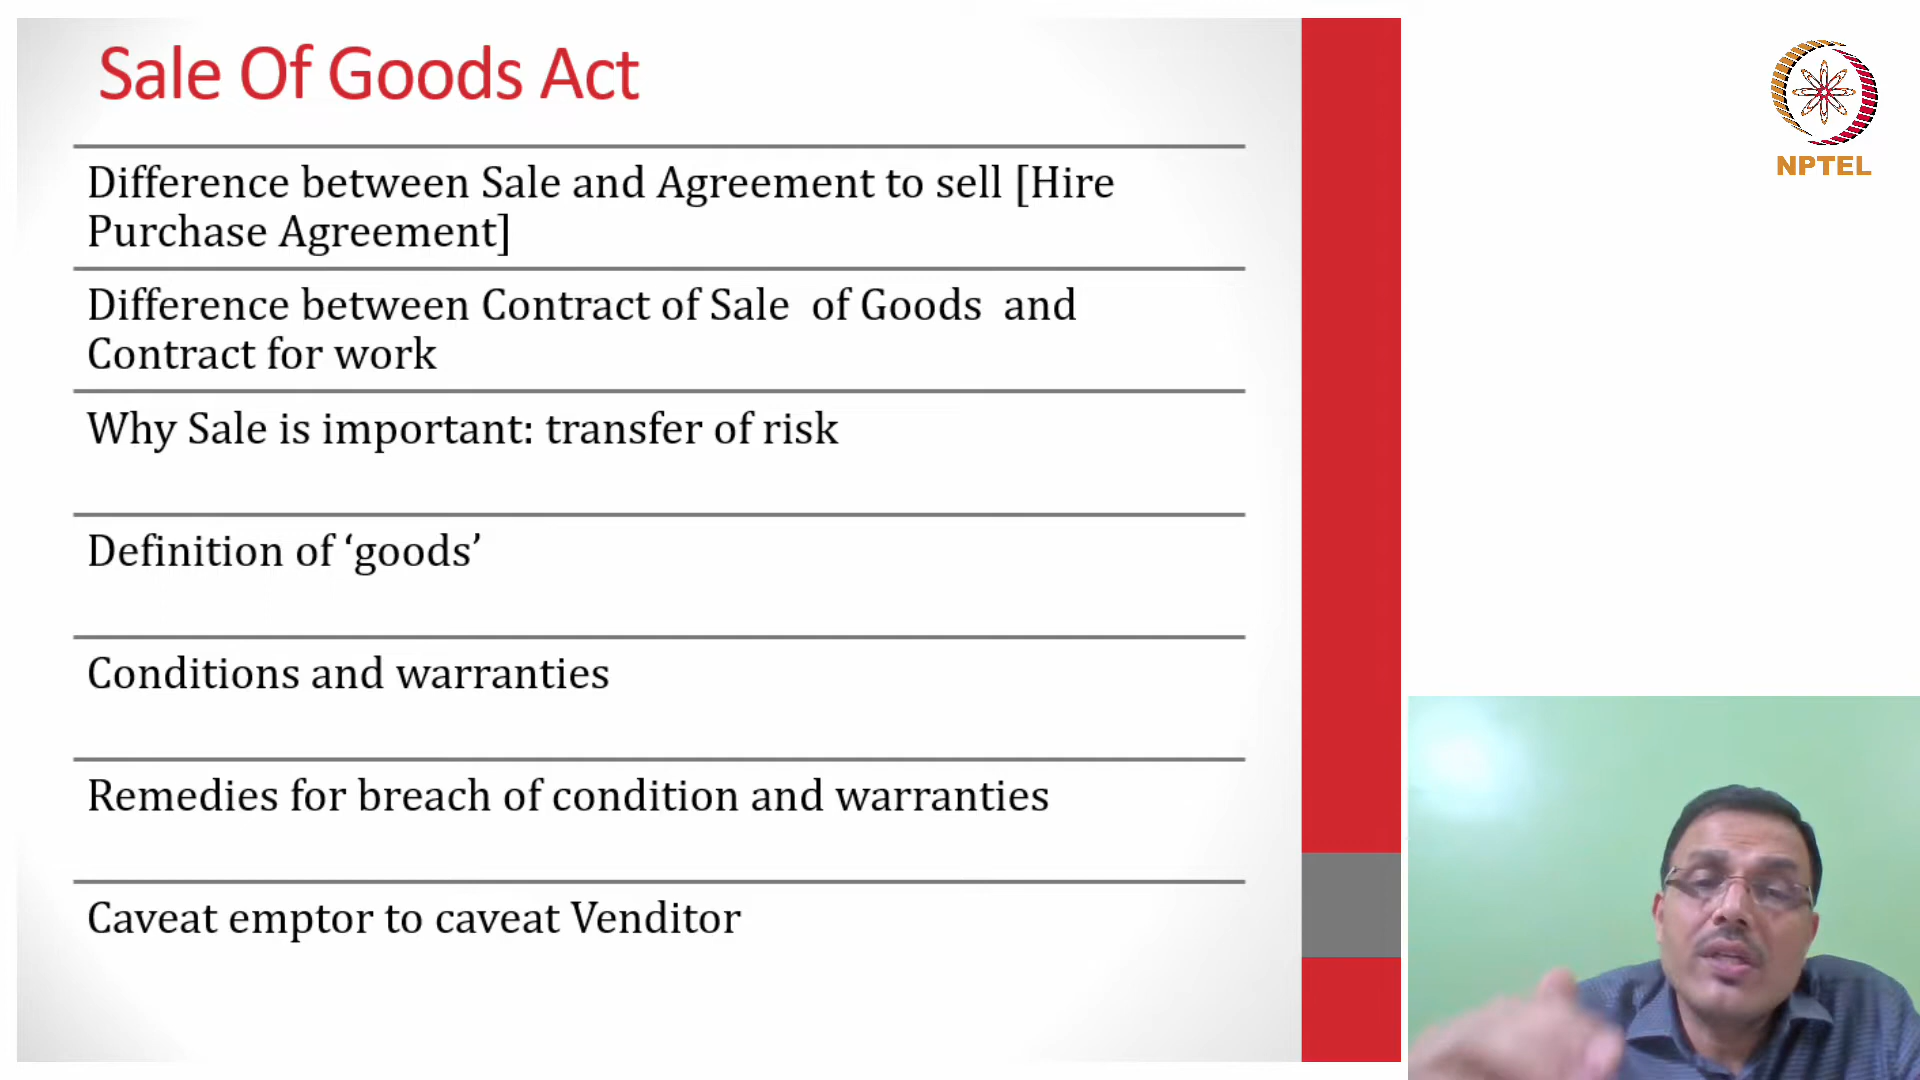 Sale Of Goods Act
NPTEL
Difference between Sale and Agreement to sell [Hire
Purchase Agreement]
Difference between Contract of Sale of Goods and
Contract for work
Why Sale is important: transfer of risk
Definition of ‘goods’
Conditions and warranties
Remedies for breach of condition and warranties
Caveat emptor to caveat Venditor